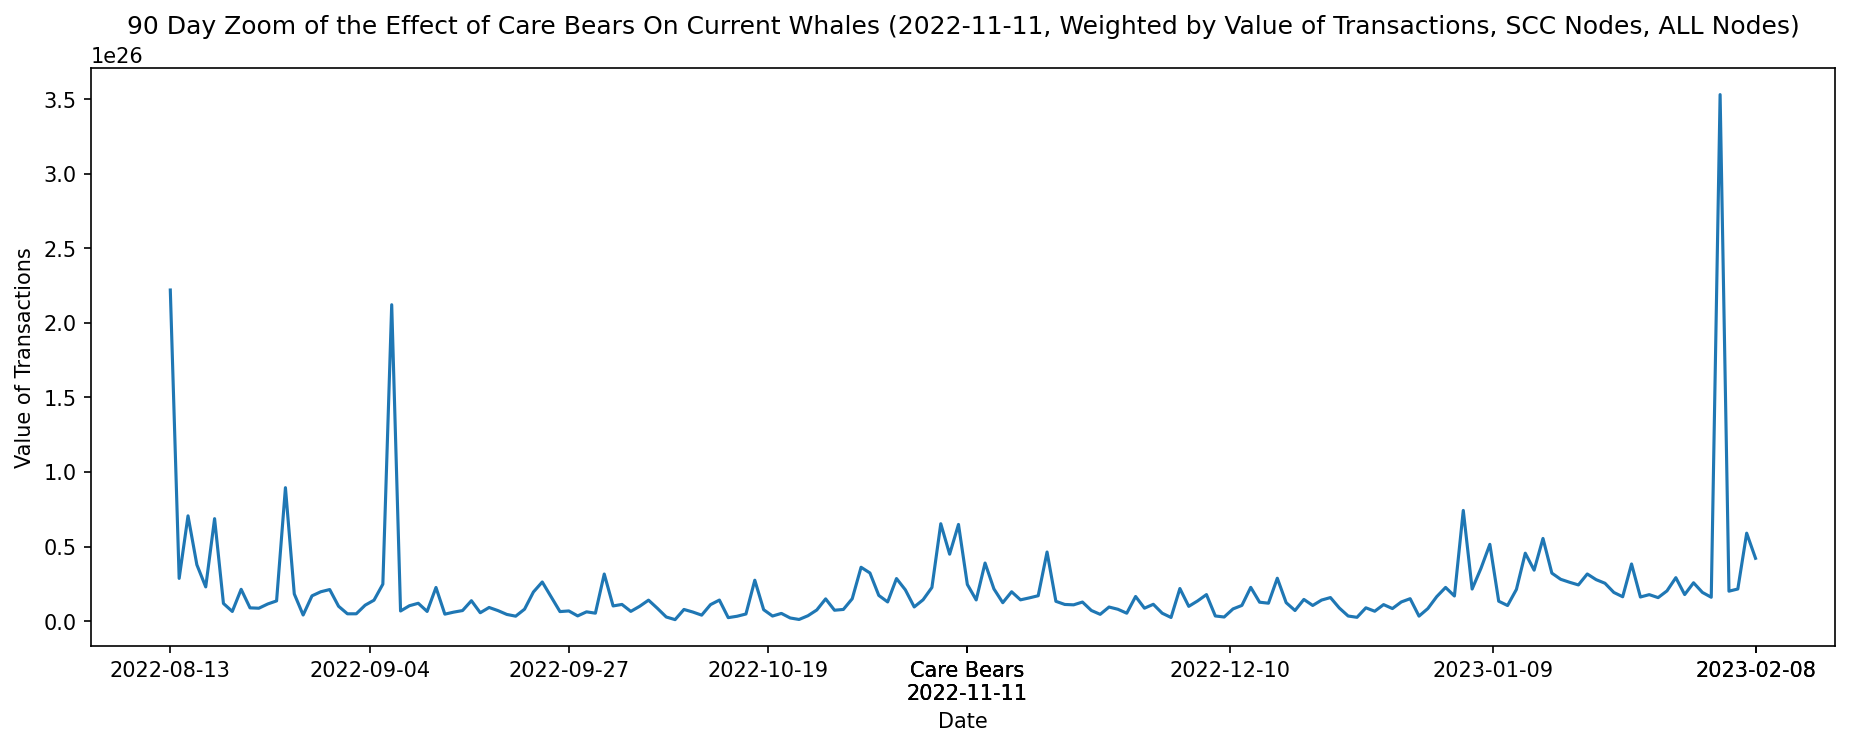 90 Day Zoom of the Effect of Care Bears On Current Whales (2022-11-11, Weighted by Value of Transactions, SCC Nodes, ALL Nodes)
1e26
3.5
3.0
2.5
2.0
1.5
1.0
0.5
0.0
Value of Transactions
2022-08-13 2022-09-04 2022-09-27 2022-10-19 Care Bears 2022-12-10 2023-01-09 2023-02-08
2022-11-11
Date